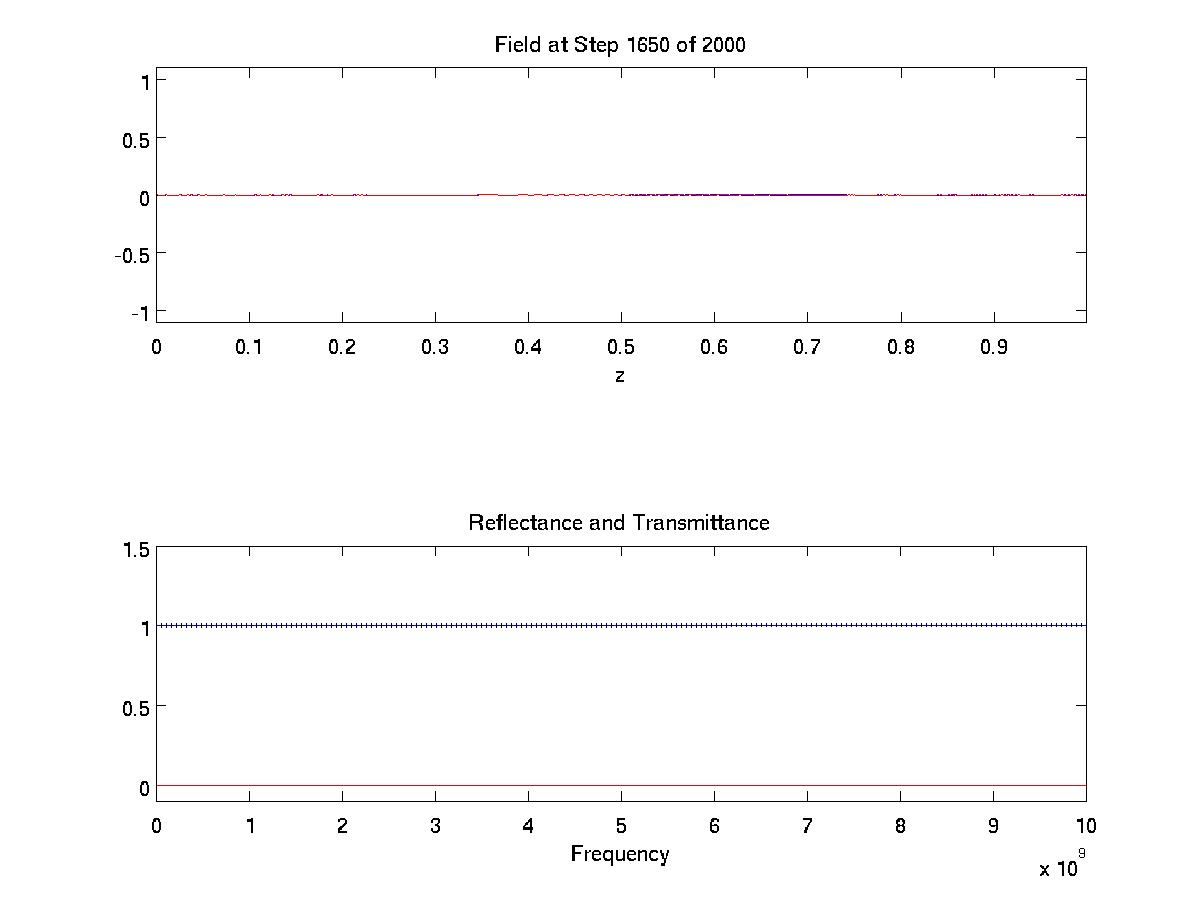 Field at Step 1650 of 2000
1
0.5
0
-0.5
-1
0 0.1 0.2 0.3 0.4 0.5 0.6 0.7 0.8 0.9
z
Reflectance and Transmittance
1.5
1
0.5
0
0 1 2 3 4 5 6 7 8 9 10
Frequency
x 10⁹